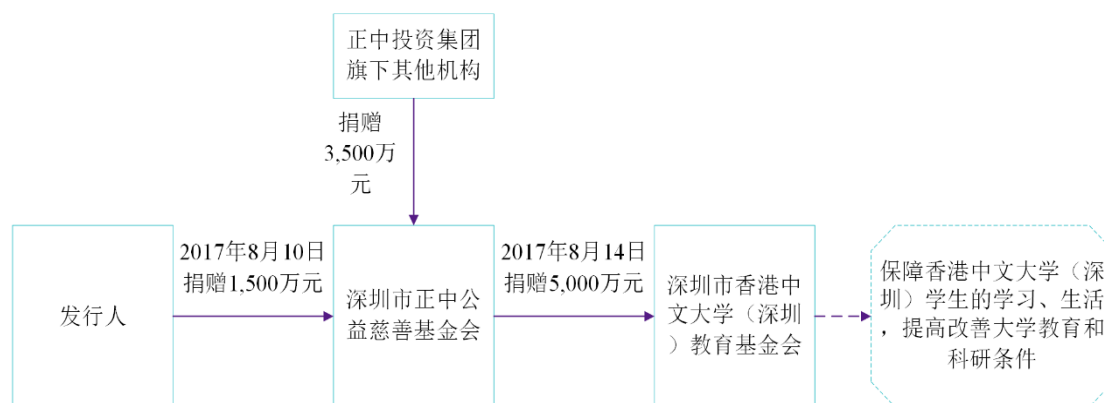 正中投资集团
旗下其他机构
捐赠
3,500万
元
发行人
2017年8月10日
捐赠1,500万元
深圳市正中公
益慈善基金会
2017年8月14日
捐赠5,000万元
深圳市香港中
文大学（深圳
）教育基金会
保障香港中文大学（深
圳）学生的学习、生活
，提高改善大学教育和
科研条件